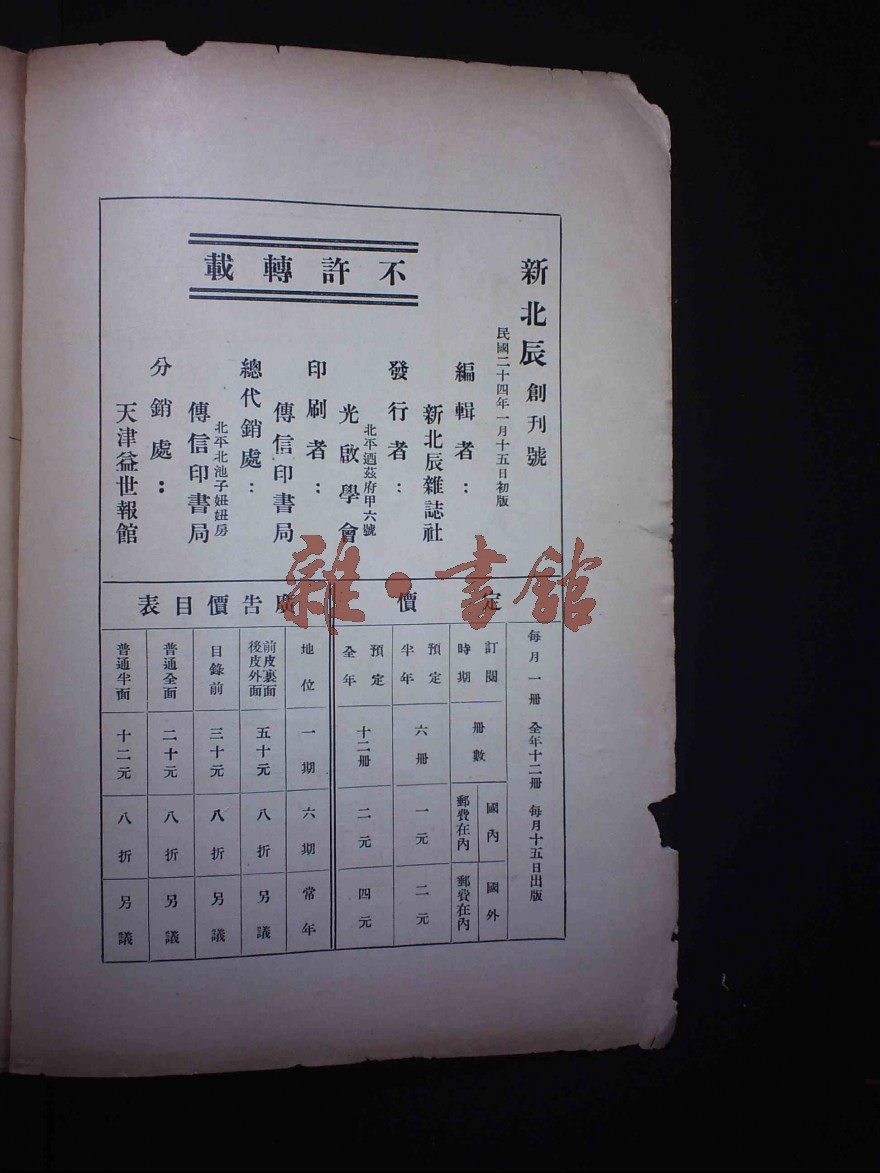 新北辰 創刊號
民國二十四年一月十五日初版
不許轉載
編輯者：
新北辰雜誌社
發行者：
北平迺茲府甲六號
光啟學會
印刷者：
傳信印書局
總代銷處：
北平北池子妞妞房
傳信印書局
分銷處：
天津益世報館
定價
每月一冊 全年十二冊 每月十五日出版
訂閱時期 冊數 國內郵費在內 國外郵費在內
預定半年 六冊 一元 二元
預定全年 十二冊 二元 四元
廣告價目表
地位 一期 六期 常年
前皮裏面後皮外面 五十元 八折 另議
目錄前 三十元 八折 另議
普通全面 二十元 八折 另議
普通半面 十二元 八折 另議
雜·書館